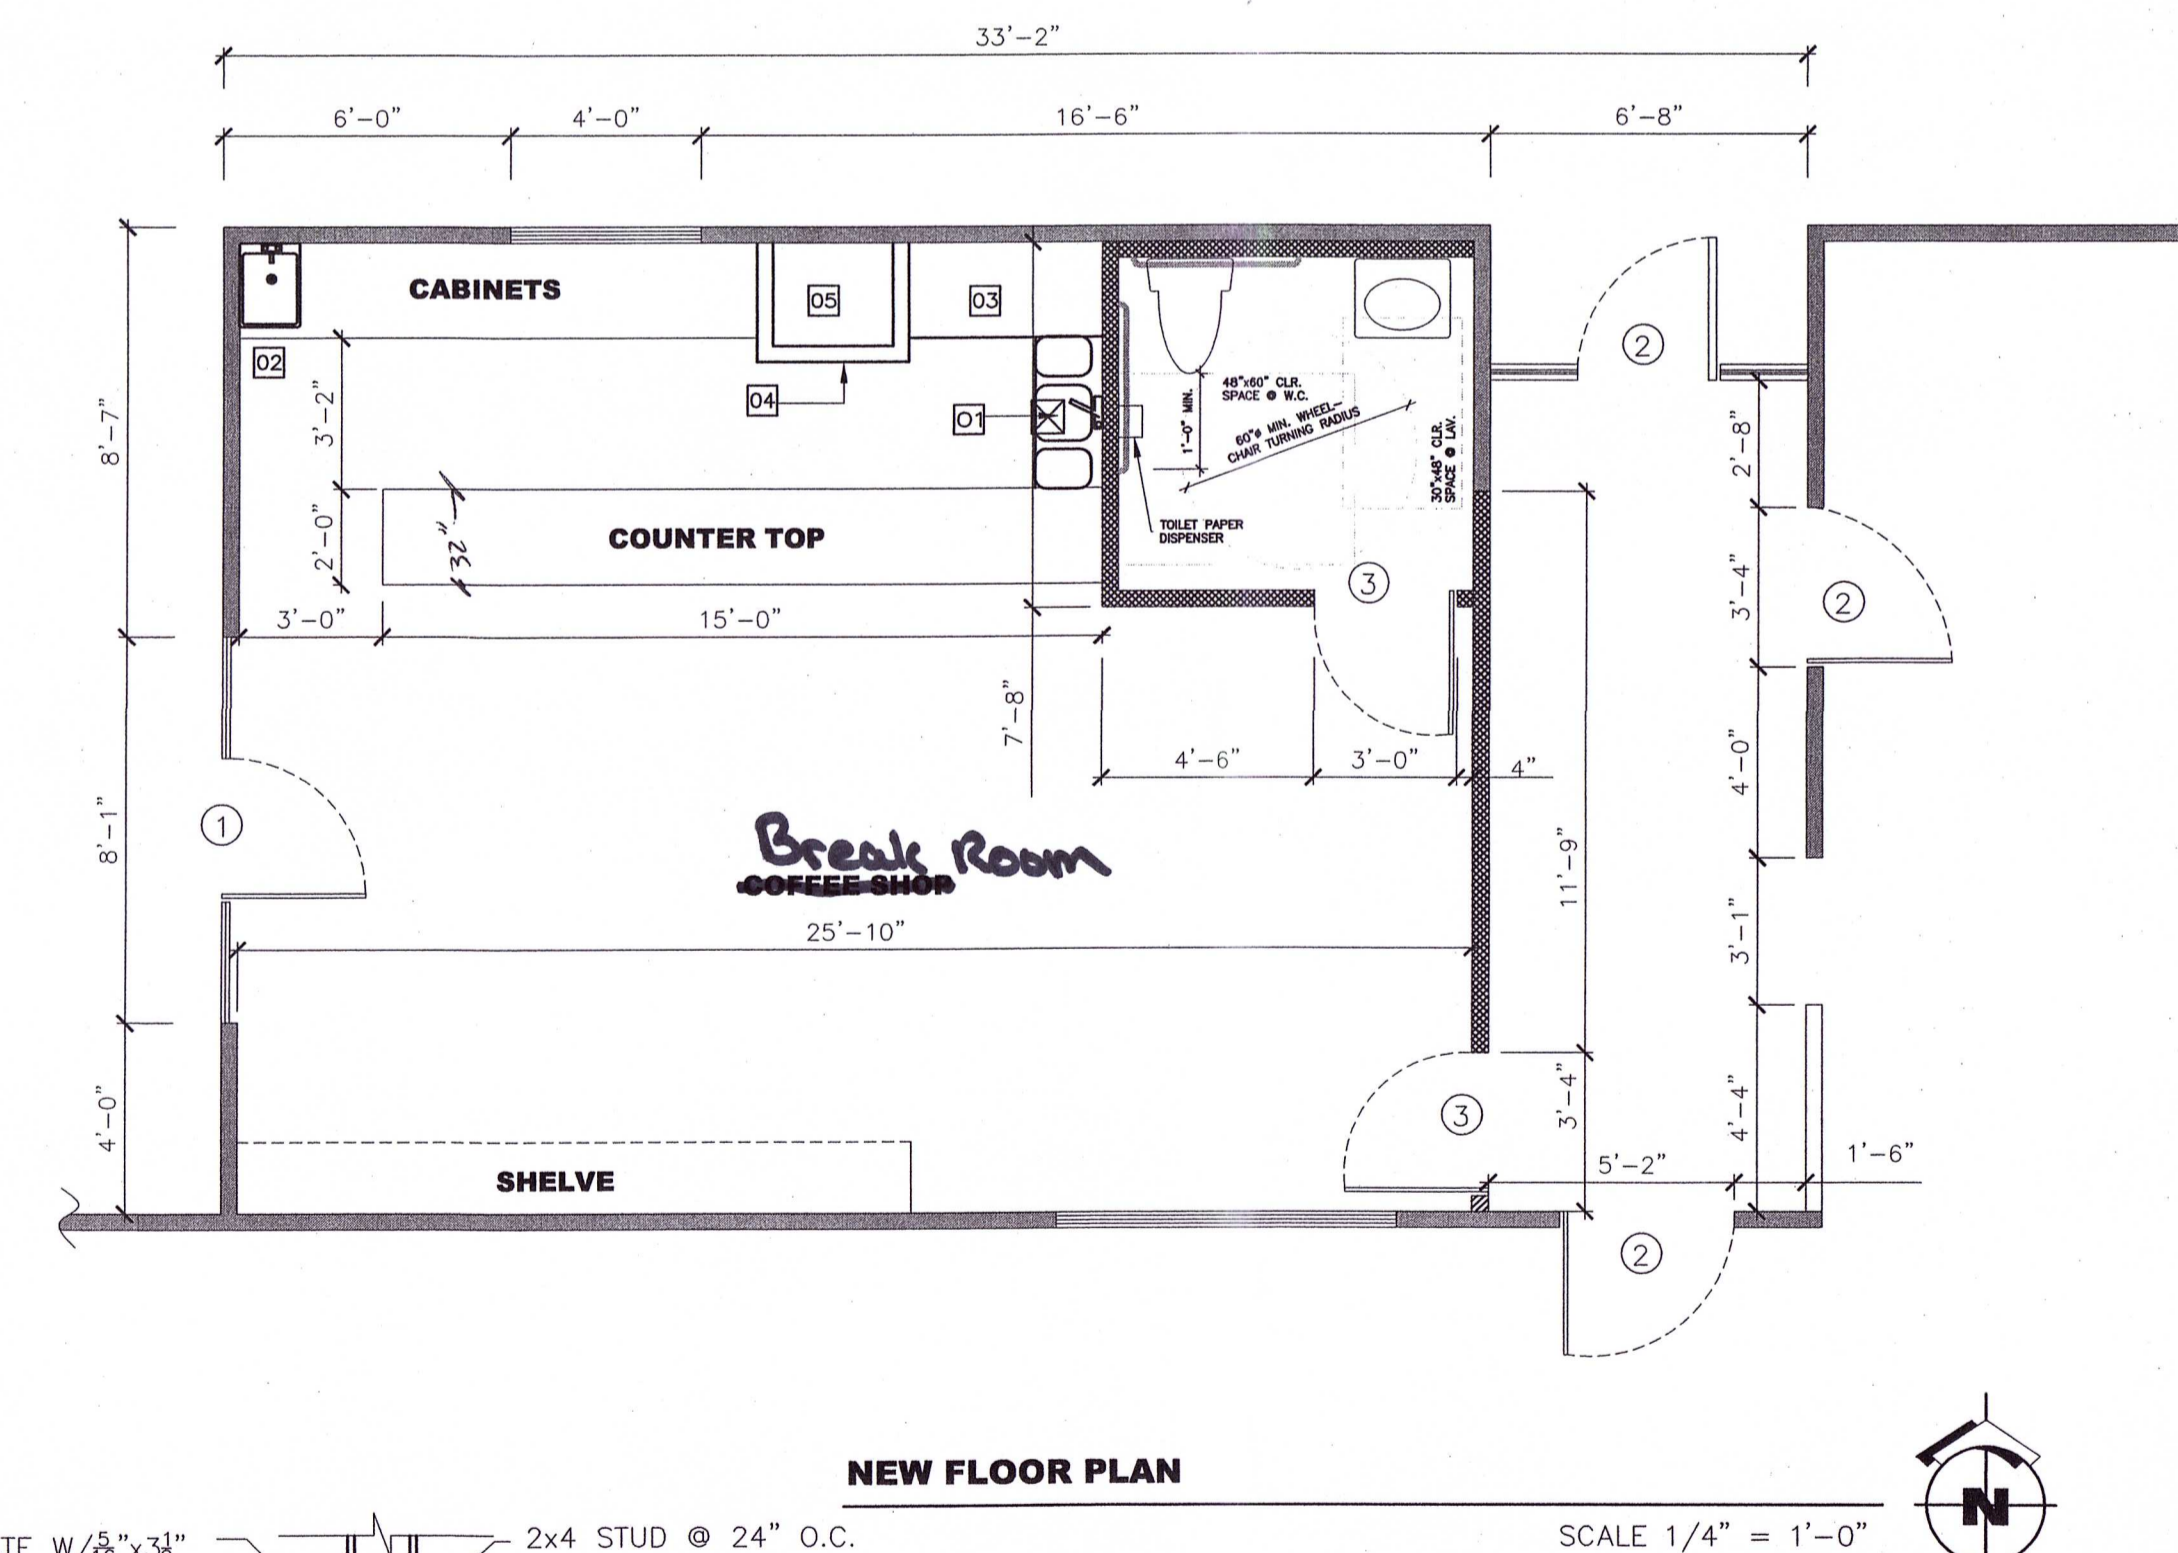 33'-2"
6'-0"
4'-0"
16'-6"
6'-8"
CABINETS
05
03
02
04
01
8'-7"
3'-2"
2'-0"
32"
COUNTER TOP
3'-0"
15'-0"
7'-8"
1'-0" MIN.
48"x60" CLR.
SPACE @ W.C.
60"ø MIN. WHEEL-
CHAIR TURNING RADIUS
30"x48" CLR.
SPACE @ LAV.
TOILET PAPER
DISPENSER
3
2
2'-8"
3'-4"
2
4'-6"
3'-0"
4"
4'-0"
1
8'-1"
Break Room
COFFEE SHOP
25'-10"
11'-9"
3'-1"
4'-0"
SHELVE
3
3'-4"
4'-4"
5'-2"
1'-6"
2
NEW FLOOR PLAN
N
2x4 STUD @ 24" O.C.
SCALE 1/4" = 1'-0"